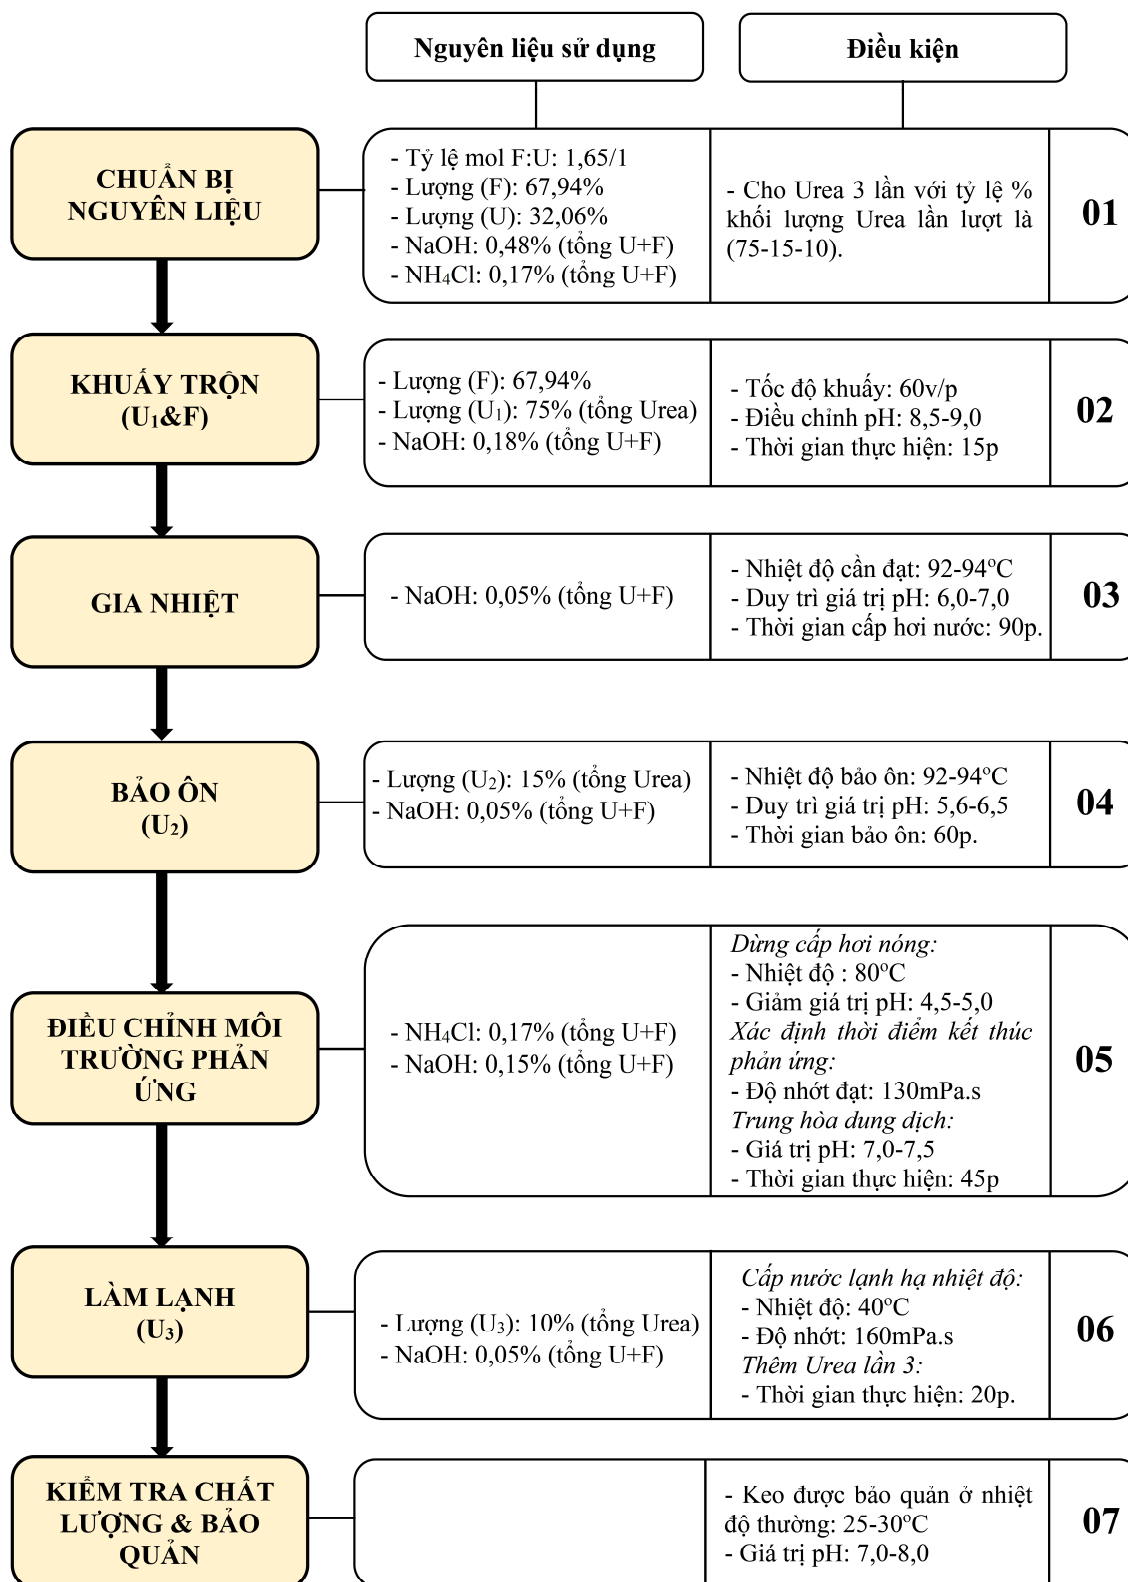 Nguyên liệu sử dụng
Điều kiện
CHUẨN BỊ
NGUYÊN LIỆU
- Tỷ lệ mol F:U: 1,65/1
- Lượng (F): 67,94%
- Lượng (U): 32,06%
- NaOH: 0,48% (tổng U+F)
- NH₄Cl: 0,17% (tổng U+F)
- Cho Urea 3 lần với tỷ lệ %
khối lượng Urea lần lượt là
(75-15-10).
01
KHUẤY TRỘN
(U₁&F)
- Lượng (F): 67,94%
- Lượng (U₁): 75% (tổng Urea)
- NaOH: 0,18% (tổng U+F)
- Tốc độ khuấy: 60v/p
- Điều chỉnh pH: 8,5-9,0
- Thời gian thực hiện: 15p
02
GIA NHIỆT
- NaOH: 0,05% (tổng U+F)
- Nhiệt độ cần đạt: 92-94°C
- Duy trì giá trị pH: 6,0-7,0
- Thời gian cấp hơi nước: 90p.
03
BẢO ÔN
(U₂)
- Lượng (U₂): 15% (tổng Urea)
- NaOH: 0,05% (tổng U+F)
- Nhiệt độ bảo ôn: 92-94°C
- Duy trì giá trị pH: 5,6-6,5
- Thời gian bảo ôn: 60p.
04
ĐIỀU CHỈNH MÔI
TRƯỜNG PHẢN
ỨNG
- NH₄Cl: 0,17% (tổng U+F)
- NaOH: 0,15% (tổng U+F)
Dừng cấp hơi nóng:
- Nhiệt độ : 80°C
- Giảm giá trị pH: 4,5-5,0
Xác định thời điểm kết thúc
phản ứng:
- Độ nhớt đạt: 130mPa.s
Trung hòa dung dịch:
- Giá trị pH: 7,0-7,5
- Thời gian thực hiện: 45p
05
LÀM LẠNH
(U₃)
- Lượng (U₃): 10% (tổng Urea)
- NaOH: 0,05% (tổng U+F)
Cấp nước lạnh hạ nhiệt độ:
- Nhiệt độ: 40°C
- Độ nhớt: 160mPa.s
Thêm Urea lần 3:
- Thời gian thực hiện: 20p.
06
KIỂM TRA CHẤT
LƯỢNG & BẢO
QUẢN
- Keo được bảo quản ở nhiệt
độ thường: 25-30°C
- Giá trị pH: 7,0-8,0
07